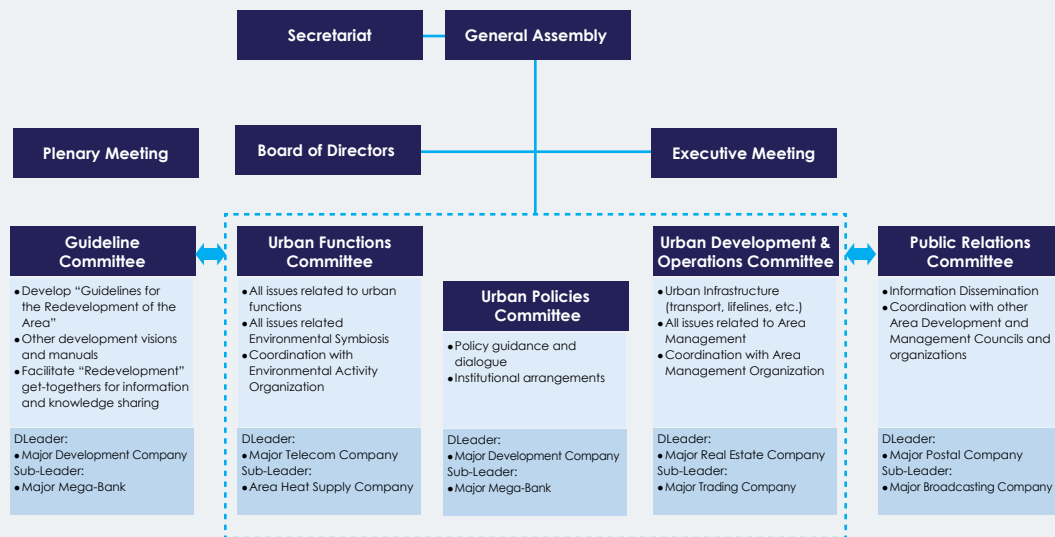 Secretariat
General Assembly
Plenary Meeting
Board of Directors
Executive Meeting
Guideline
Committee
• Develop “Guidelines for
the Redevelopment of the
Area”
• Other development visions
and manuals
• Facilitate “Redevelopment”
get-togethers for information
and knowledge sharing
DLeader:
• Major Development Company
Sub-Leader:
• Major Mega-Bank
Urban Functions
Committee
• All issues related to urban
functions
• All issues related
Environmental Symbiosis
• Coordination with
Environmental Activity
Organization
DLeader:
• Major Telecom Company
Sub-Leader:
• Area Heat Supply Company
Urban Policies
Committee
• Policy guidance and
dialogue
• Institutional arrangements
DLeader:
• Major Development Company
Sub-Leader:
• Major Mega-Bank
Urban Development &
Operations Committee
• Urban Infrastructure
(transport, lifelines, etc.)
• All issues related to Area
Management
• Coordination with Area
Management Organization
DLeader:
• Major Real Estate Company
Sub-Leader:
• Major Trading Company
Public Relations
Committee
• Information Dissemination
• Coordination with other
Area Development and
Management Councils and
organizations
DLeader:
• Major Postal Company
Sub-Leader:
• Major Broadcasting Company